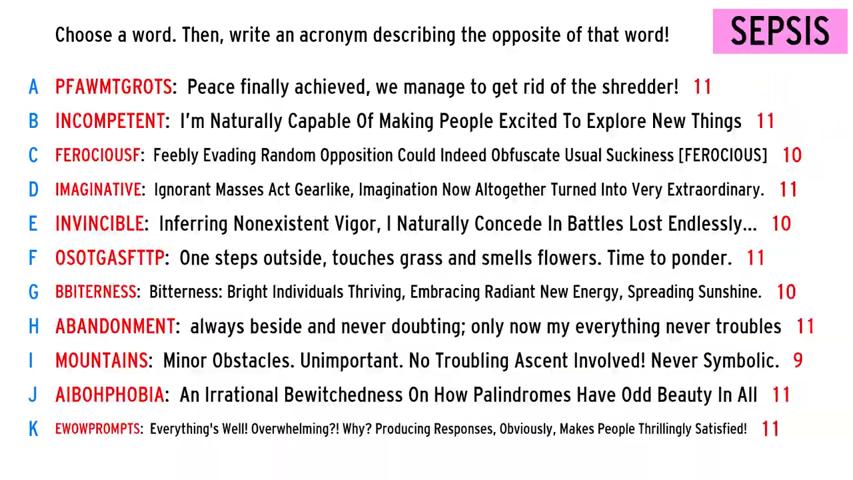 Choose a word. Then, write an acronym describing the opposite of that word!
SEPSIS
A PFAWMTGROTS: Peace finally achieved, we manage to get rid of the shredder! 11
B INCOMPETENT: I'm Naturally Capable Of Making People Excited To Explore New Things 11
C FEROCIOUSF: Feebly Evading Random Opposition Could Indeed Obfuscate Usual Suckiness [FEROCIOUS] 10
D IMAGINATIVE: Ignorant Masses Act Gearlike, Imagination Now Altogether Turned Into Very Extraordinary. 11
E INVINCIBLE: Inferring Nonexistent Vigor, I Naturally Concede In Battles Lost Endlessly... 10
F OSOTGASFTTP: One steps outside, touches grass and smells flowers. Time to ponder. 11
G BBITERNESS: Bitterness: Bright Individuals Thriving, Embracing Radiant New Energy, Spreading Sunshine. 10
H ABANDONMENT: always beside and never doubting; only now my everything never troubles 11
I MOUNTAINS: Minor Obstacles. Unimportant. No Troubling Ascent Involved! Never Symbolic. 9
J AIBOHPHOBIA: An Irrational Bewitchedness On How Palindromes Have Odd Beauty In All 11
K EWOWPROMPTS: Everything's Well! Overwhelming?! Why? Producing Responses, Obviously, Makes People Thrillingly Satisfied! 11